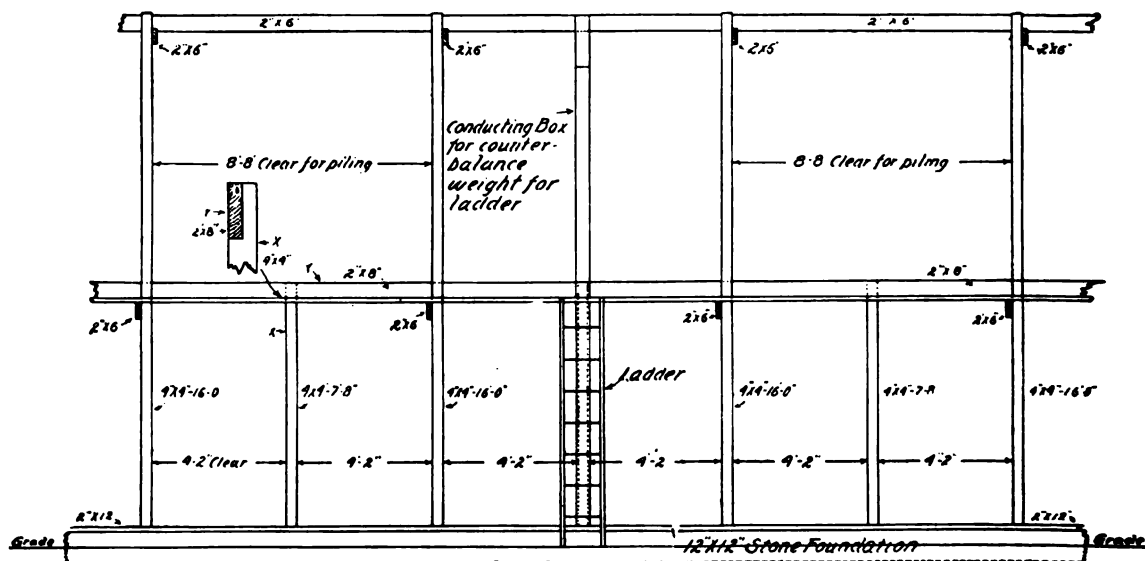 2"x6"
2"x6"
2"x6"
2"x6"
2"x5"
2"x6"
Conducting Box
for counter-
balance
weight for
ladder
8'-8 Clear for piling
8'-8 Clear for piling
Y
2"x8"
X
4"x4"
Y
2"x8"
2"x8"
2"x6
2"x6
2"x6"
2"x6"
X
Ladder
4"x4"-16-0
4"x4"-7'-8"
4"x4"-16-0"
4"x4"-16-0"
4"x4"-7-8
4"x4"-16-0"
4'-2" Clear
4'-2"
4'-2"
4'-2
4'-2"
4'-2"
2"x12"
2"x12"
Grade
12"x12" Stone Foundation
Grade